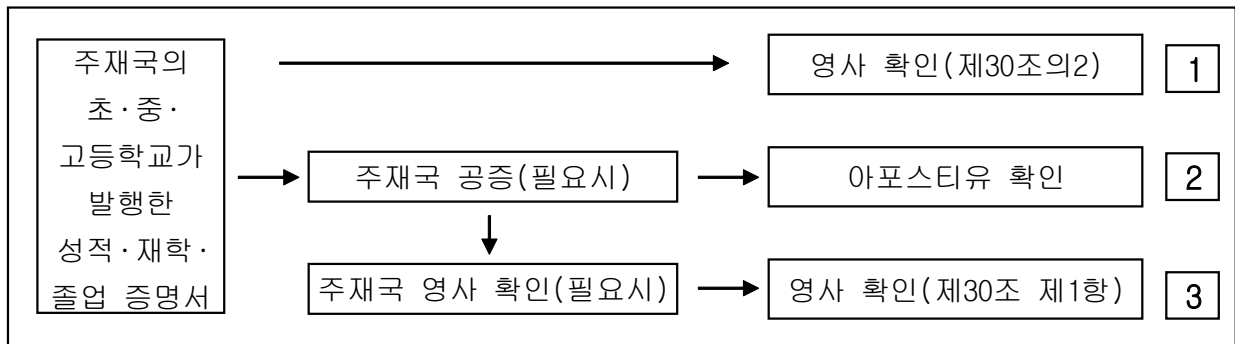 주재국의
초·중·
고등학교가
발행한
성적·재학·
졸업 증명서
영사 확인(제30조의2)
1
주재국 공증(필요시)
아포스티유 확인
2
주재국 영사 확인(필요시)
영사 확인(제30조 제1항)
3